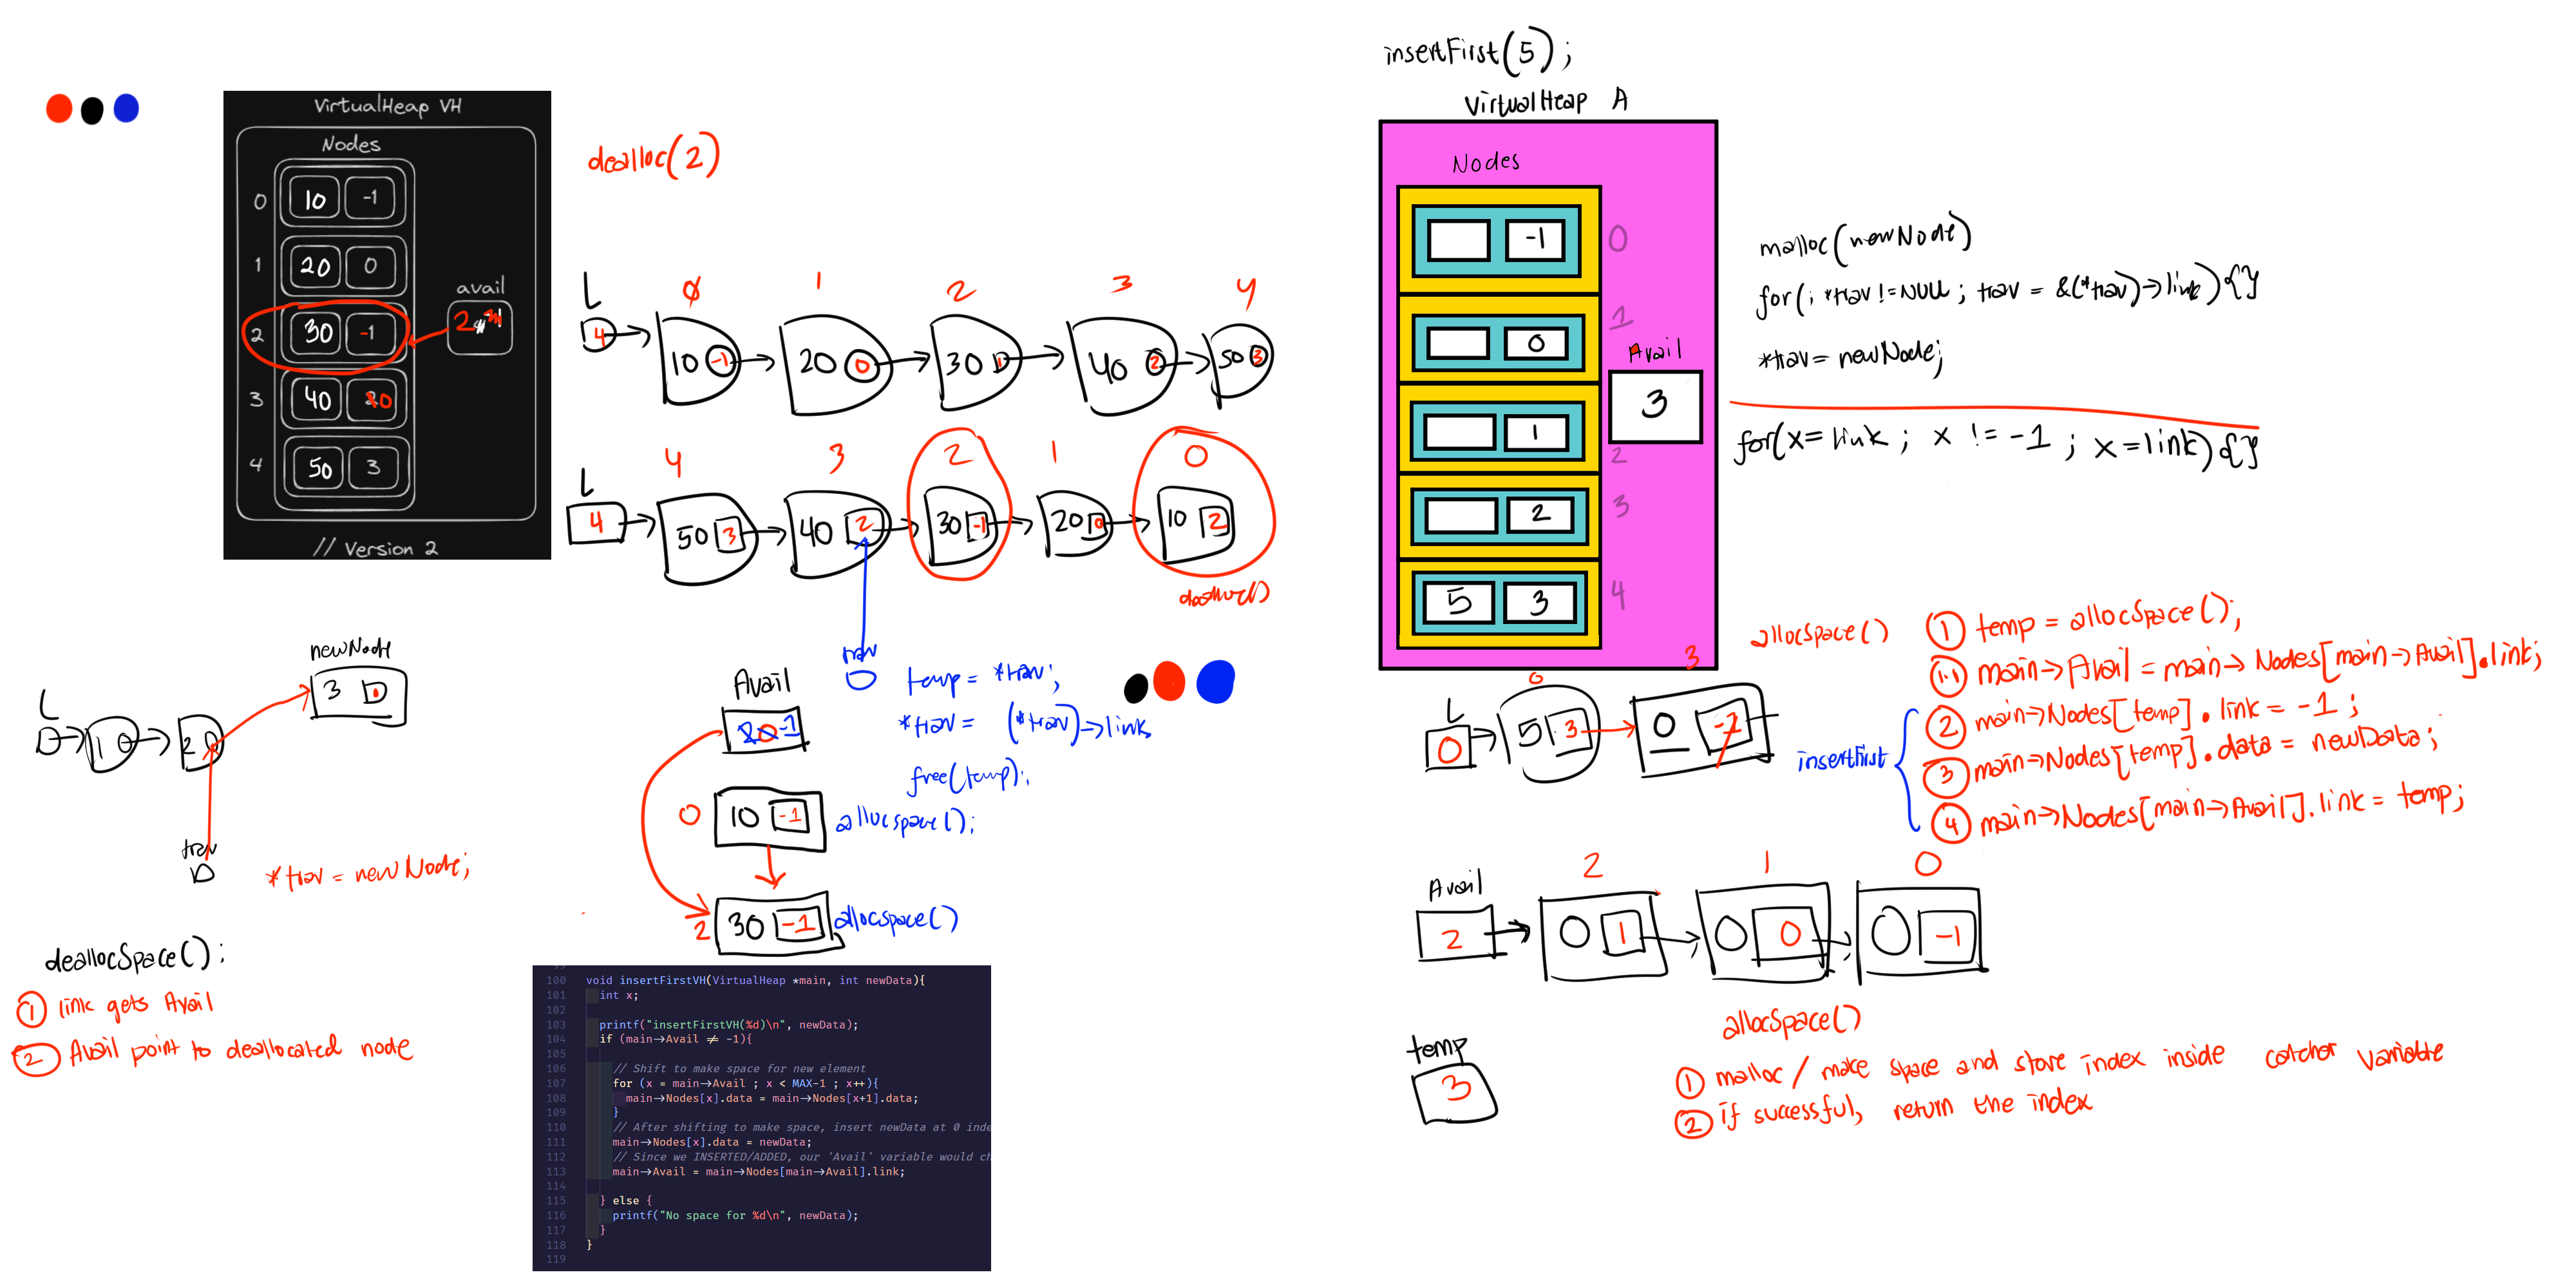 VirtualHeap VH
Nodes
0 10 -1
1 20 0
avail
2 30 -1
2
3 40 0
4 50 3
// Version 2
dealloc(2)
L 0 1 2 3 4
4 10 -1 20 0 30 1 40 2 50 3
L 4 3 2 1 0
4 50 3 40 2 30 -1 20 0 10 2
trav
temp = *trav;
*trav = (*trav)->link
free(temp);
Avail
-1
0 10 -1 allocspace();
2 30 -1 allocspace()
newNode
3
L
1 2
trav
*trav = newNode;
deallocSpace();
1 link gets Avail
2 Avail point to deallocated node
100 void insertFirstVH(VirtualHeap *main, int newData){
101 int x;
102
103 printf("insertFirstVH(%d)\n", newData);
104 if (main→Avail ≠ -1){
105
106 // Shift to make space for new element
107 for (x = main→Avail ; x < MAX-1 ; x++){
108 main→Nodes[x].data = main→Nodes[x+1].data;
109 }
110 // After shifting to make space, insert newData at 0 inde
111 main→Nodes[x].data = newData;
112 // Since we INSERTED/ADDED, our 'Avail' variable would ch
113 main→Avail = main→Nodes[main→Avail].link;
114
115 } else {
116 printf("No space for %d\n", newData);
117 }
118 }
119
insertFirst(5);
VirtualHeap A
Nodes
-1 0
0 1
Avail
3
1 2
2 3
5 3 4
malloc(newNode)
for(; *trav != NULL; trav = &(*trav)->link){}
*trav = newNode;
for(x = link ; x != -1 ; x = link){}
allocSpace()
1 temp = allocSpace();
1.1 main->Avail = main->Nodes[main->Avail].link;
insertFirst
2 main->Nodes[temp].link = -1;
3 main->Nodes[temp].data = newData;
4 main->Nodes[main->Avail].link = temp;
L 0 3
0 5 3 0
Avail 2 1 0
2 0 1 0 0 0 -1
temp
3
allocSpace()
1 malloc / make space and store index inside catcher variable
2 if successful, return the index